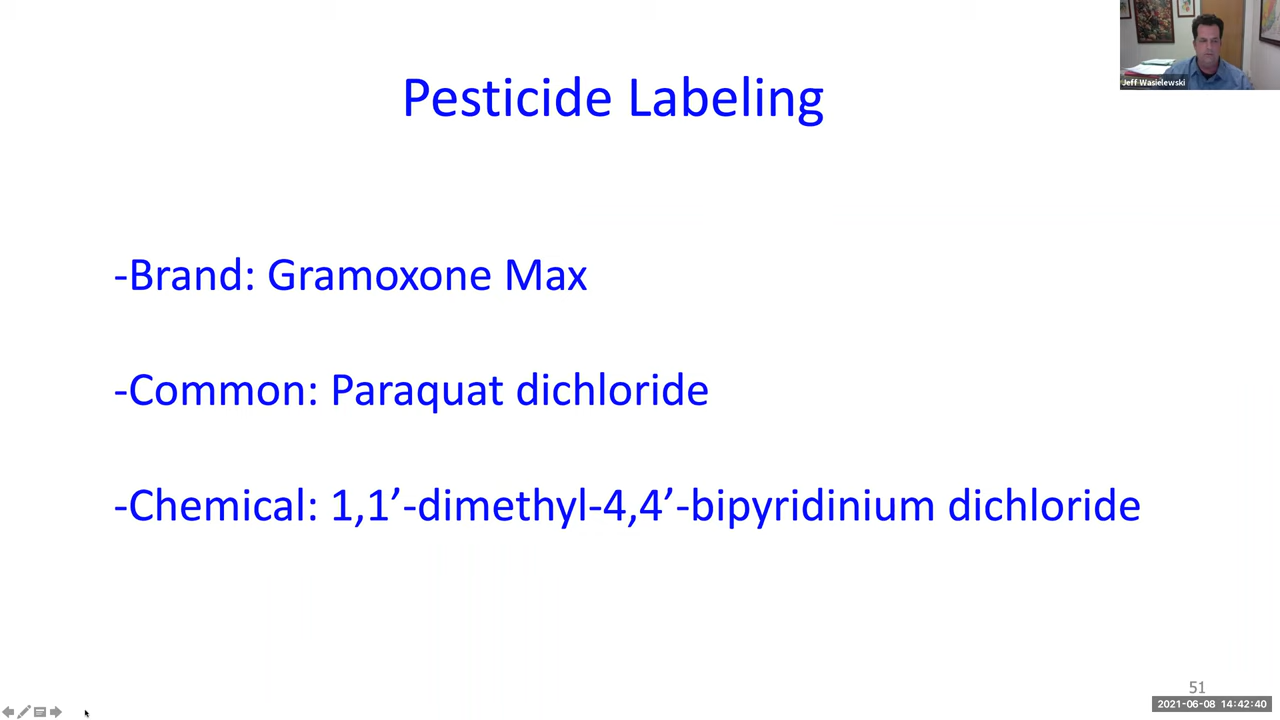 Jeff Wasielewski
Pesticide Labeling
-Brand: Gramoxone Max
-Common: Paraquat dichloride
-Chemical: 1,1’-dimethyl-4,4’-bipyridinium dichloride
51
2021-06-08 14:42:40